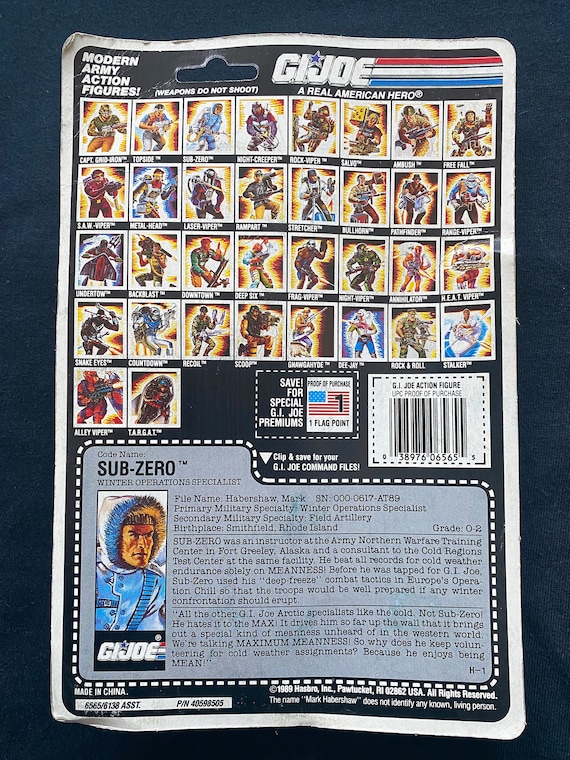 MODERN
ARMY
ACTION
FIGURES!
(WEAPONS DO NOT SHOOT)
G.I.JOE
A REAL AMERICAN HERO®
CAPT. GRID-IRON™ TOPSIDE™ SUB-ZERO™ NIGHT-CREEPER™ ROCK-VIPER™ SALVO™ AMBUSH™ FREE FALL™
S.A.W.-VIPER™ METAL-HEAD™ LASER-VIPER™ RAMPART™ STRETCHER™ BULLHORN™ PATHFINDER™ RANGE-VIPER™
UNDERTOW™ BACKBLAST™ DOWNTOWN™ DEEP SIX™ FRAG-VIPER™ NIGHT-VIPER™ ANNIHILATOR™ H.E.A.T. VIPER™
SNAKE EYES™ COUNTDOWN™ RECOIL™ SCOOP™ GNAWGAHYDE™ DEE-JAY™ ROCK & ROLL™ STALKER™
ALLEY VIPER™ T.A.R.G.A.T.™
SAVE!
FOR
SPECIAL
G.I. JOE
PREMIUMS
PROOF OF PURCHASE
1
1 FLAG POINT
G.I. JOE ACTION FIGURE
UPC PROOF OF PURCHASE
0 38976 06565 5
Clip & save for your
G.I. JOE COMMAND FILES!
Code Name:
SUB-ZERO™
WINTER OPERATIONS SPECIALIST
File Name: Habershaw, Mark SN: 000-0617-AT89
Primary Military Specialty: Winter Operations Specialist
Secondary Military Specialty: Field Artillery
Birthplace: Smithfield, Rhode Island Grade: O-2
SUB-ZERO was an instructor at the Army Northern Warfare Training
Center in Fort Greeley, Alaska and a consultant to the Cold Regions
Test Center at the same facility. He beat all records for cold weather
endurance solely on MEANNESS! Before he was tapped for G.I. Joe,
Sub-Zero used his "deep-freeze" combat tactics in Europe's Opera-
tion Chill so that the troops would be well prepared if any winter
confrontation should erupt.
"All the other G.I. Joe Arctic specialists like the cold. Not Sub-Zero!
He hates it to the MAX! It drives him so far up the wall that it brings
out a special kind of meanness unheard of in the western world.
We're talking MAXIMUM MEANNESS! So why does he keep volun-
teering for cold weather assignments? Because he enjoys being
MEAN!"
H-1
G.I.JOE
MADE IN CHINA.
6565/6138 ASST. P/N 40598505
©1989 Hasbro, Inc., Pawtucket, RI 02862 USA. All Rights Reserved.
The name "Mark Habershaw" does not identify any known, living person.